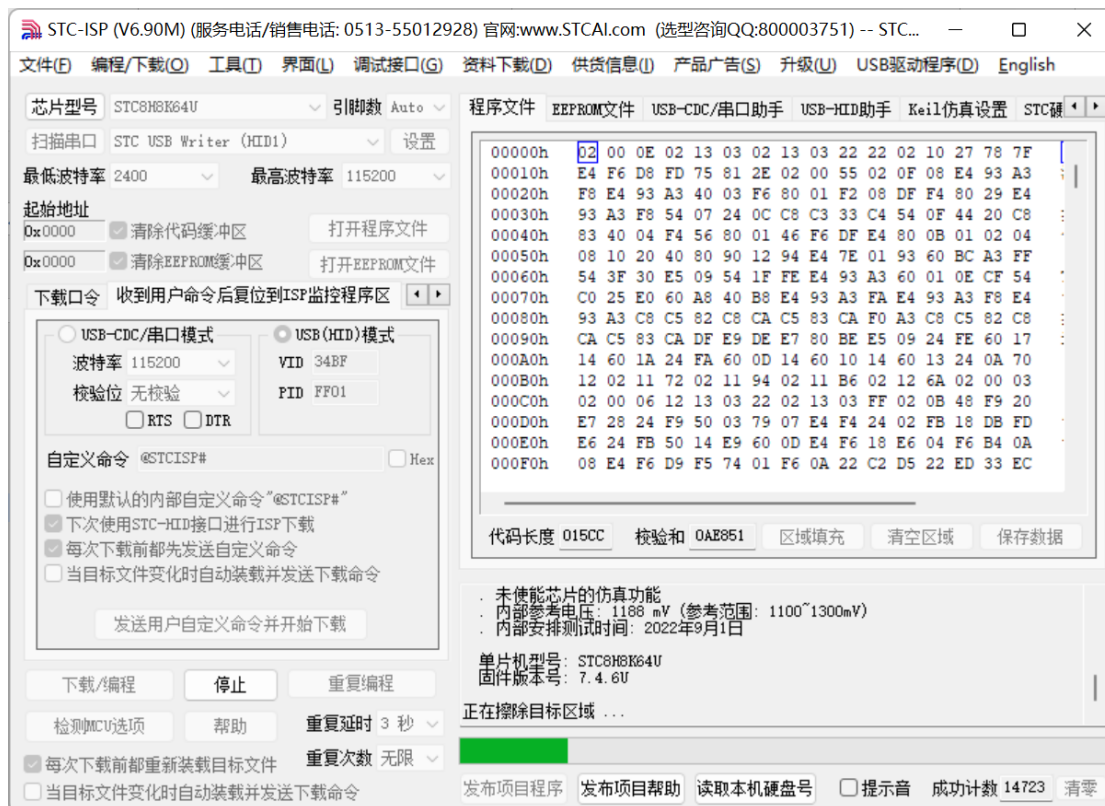 STC-ISP (V6.90M) (服务电话/销售电话: 0513-55012928) 官网:www.STCAI.com  (选型咨询QQ:800003751) -- STC...
文件(F) 编程/下载(O) 工具(T) 界面(L) 调试接口(G) 资料下载(D) 供货信息(I) 产品广告(S) 升级(U) USB驱动程序(D) English
芯片型号 STC8H8K64U 引脚数 Auto
扫描串口 STC USB Writer (HID1) 设置
最低波特率 2400 最高波特率 115200
起始地址
0x0000 清除代码缓冲区 打开程序文件
0x0000 清除EEPROM缓冲区 打开EEPROM文件
下载口令 收到用户命令后复位到ISP监控程序区
USB-CDC/串口模式 USB(HID)模式
波特率 115200 VID 34BF
校验位 无校验 PID FF01
RTS DTR
自定义命令 @STCISP# Hex
使用默认的内部自定义命令"@STCISP#"
下次使用STC-HID接口进行ISP下载
每次下载前都先发送自定义命令
当目标文件变化时自动装载并发送下载命令
发送用户自定义命令并开始下载
下载/编程 停止 重复编程
检测MCU选项 帮助 重复延时 3 秒
重复次数 无限
每次下载前都重新装载目标文件
当目标文件变化时自动装载并发送下载命令
程序文件 EEPROM文件 USB-CDC/串口助手 USB-HID助手 Keil仿真设置 STC硬
00000h 02 00 0E 02 13 03 02 13 03 22 22 02 10 27 78 7F
00010h E4 F6 D8 FD 75 81 2E 02 00 55 02 0F 08 E4 93 A3
00020h F8 E4 93 A3 40 03 F6 80 01 F2 08 DF F4 80 29 E4
00030h 93 A3 F8 54 07 24 0C C8 C3 33 C4 54 0F 44 20 C8
00040h 83 40 04 F4 56 80 01 46 F6 DF E4 80 0B 01 02 04
00050h 08 10 20 40 80 90 12 94 E4 7E 01 93 60 BC A3 FF
00060h 54 3F 30 E5 09 54 1F FE E4 93 A3 60 01 0E CF 54
00070h C0 25 E0 60 A8 40 B8 E4 93 A3 FA E4 93 A3 F8 E4
00080h 93 A3 C8 C5 82 C8 CA C5 83 CA F0 A3 C8 C5 82 C8
00090h CA C5 83 CA DF E9 DE E7 80 BE E5 09 24 FE 60 17
000A0h 14 60 1A 24 FA 60 0D 14 60 10 14 60 13 24 0A 70
000B0h 12 02 11 72 02 11 94 02 11 B6 02 12 6A 02 00 03
000C0h 02 00 06 12 13 03 22 02 13 03 FF 02 0B 48 F9 20
000D0h E7 28 24 F9 50 03 79 07 E4 F4 24 02 FB 18 DB FD
000E0h E6 24 FB 50 14 E9 60 0D E4 F6 18 E6 04 F6 B4 0A
000F0h 08 E4 F6 D9 F5 74 01 F6 0A 22 C2 D5 22 ED 33 EC
代码长度 015CC 校验和 0AE851 区域填充 清空区域 保存数据
. 未使能芯片的仿真功能
. 内部参考电压: 1188 mV (参考范围: 1100~1300mV)
. 内部安排测试时间: 2022年9月1日
单片机型号: STC8H8K64U
固件版本号: 7.4.6U
正在擦除目标区域 ...
发布项目程序 发布项目帮助 读取本机硬盘号 提示音 成功计数 14723 清零